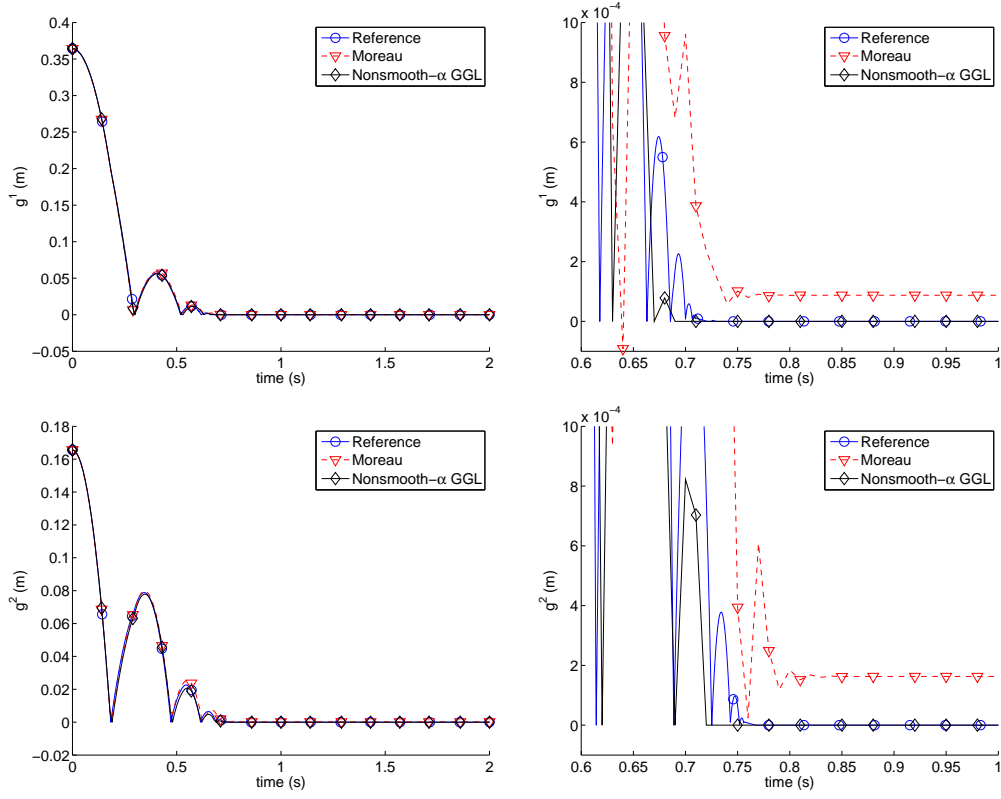 0.4
0.35
0.3
0.25
0.2
0.15
0.1
0.05
0
−0.05
g¹ (m)
0 0.5 1 1.5 2
time (s)
Reference
Moreau
Nonsmooth−α GGL
x 10⁻⁴
10
8
6
4
2
0
g¹ (m)
0.6 0.65 0.7 0.75 0.8 0.85 0.9 0.95 1
time (s)
Reference
Moreau
Nonsmooth−α GGL
0.18
0.16
0.14
0.12
0.1
0.08
0.06
0.04
0.02
0
−0.02
g² (m)
0 0.5 1 1.5 2
time (s)
Reference
Moreau
Nonsmooth−α GGL
x 10⁻⁴
10
8
6
4
2
0
g² (m)
0.6 0.65 0.7 0.75 0.8 0.85 0.9 0.95 1
time (s)
Reference
Moreau
Nonsmooth−α GGL